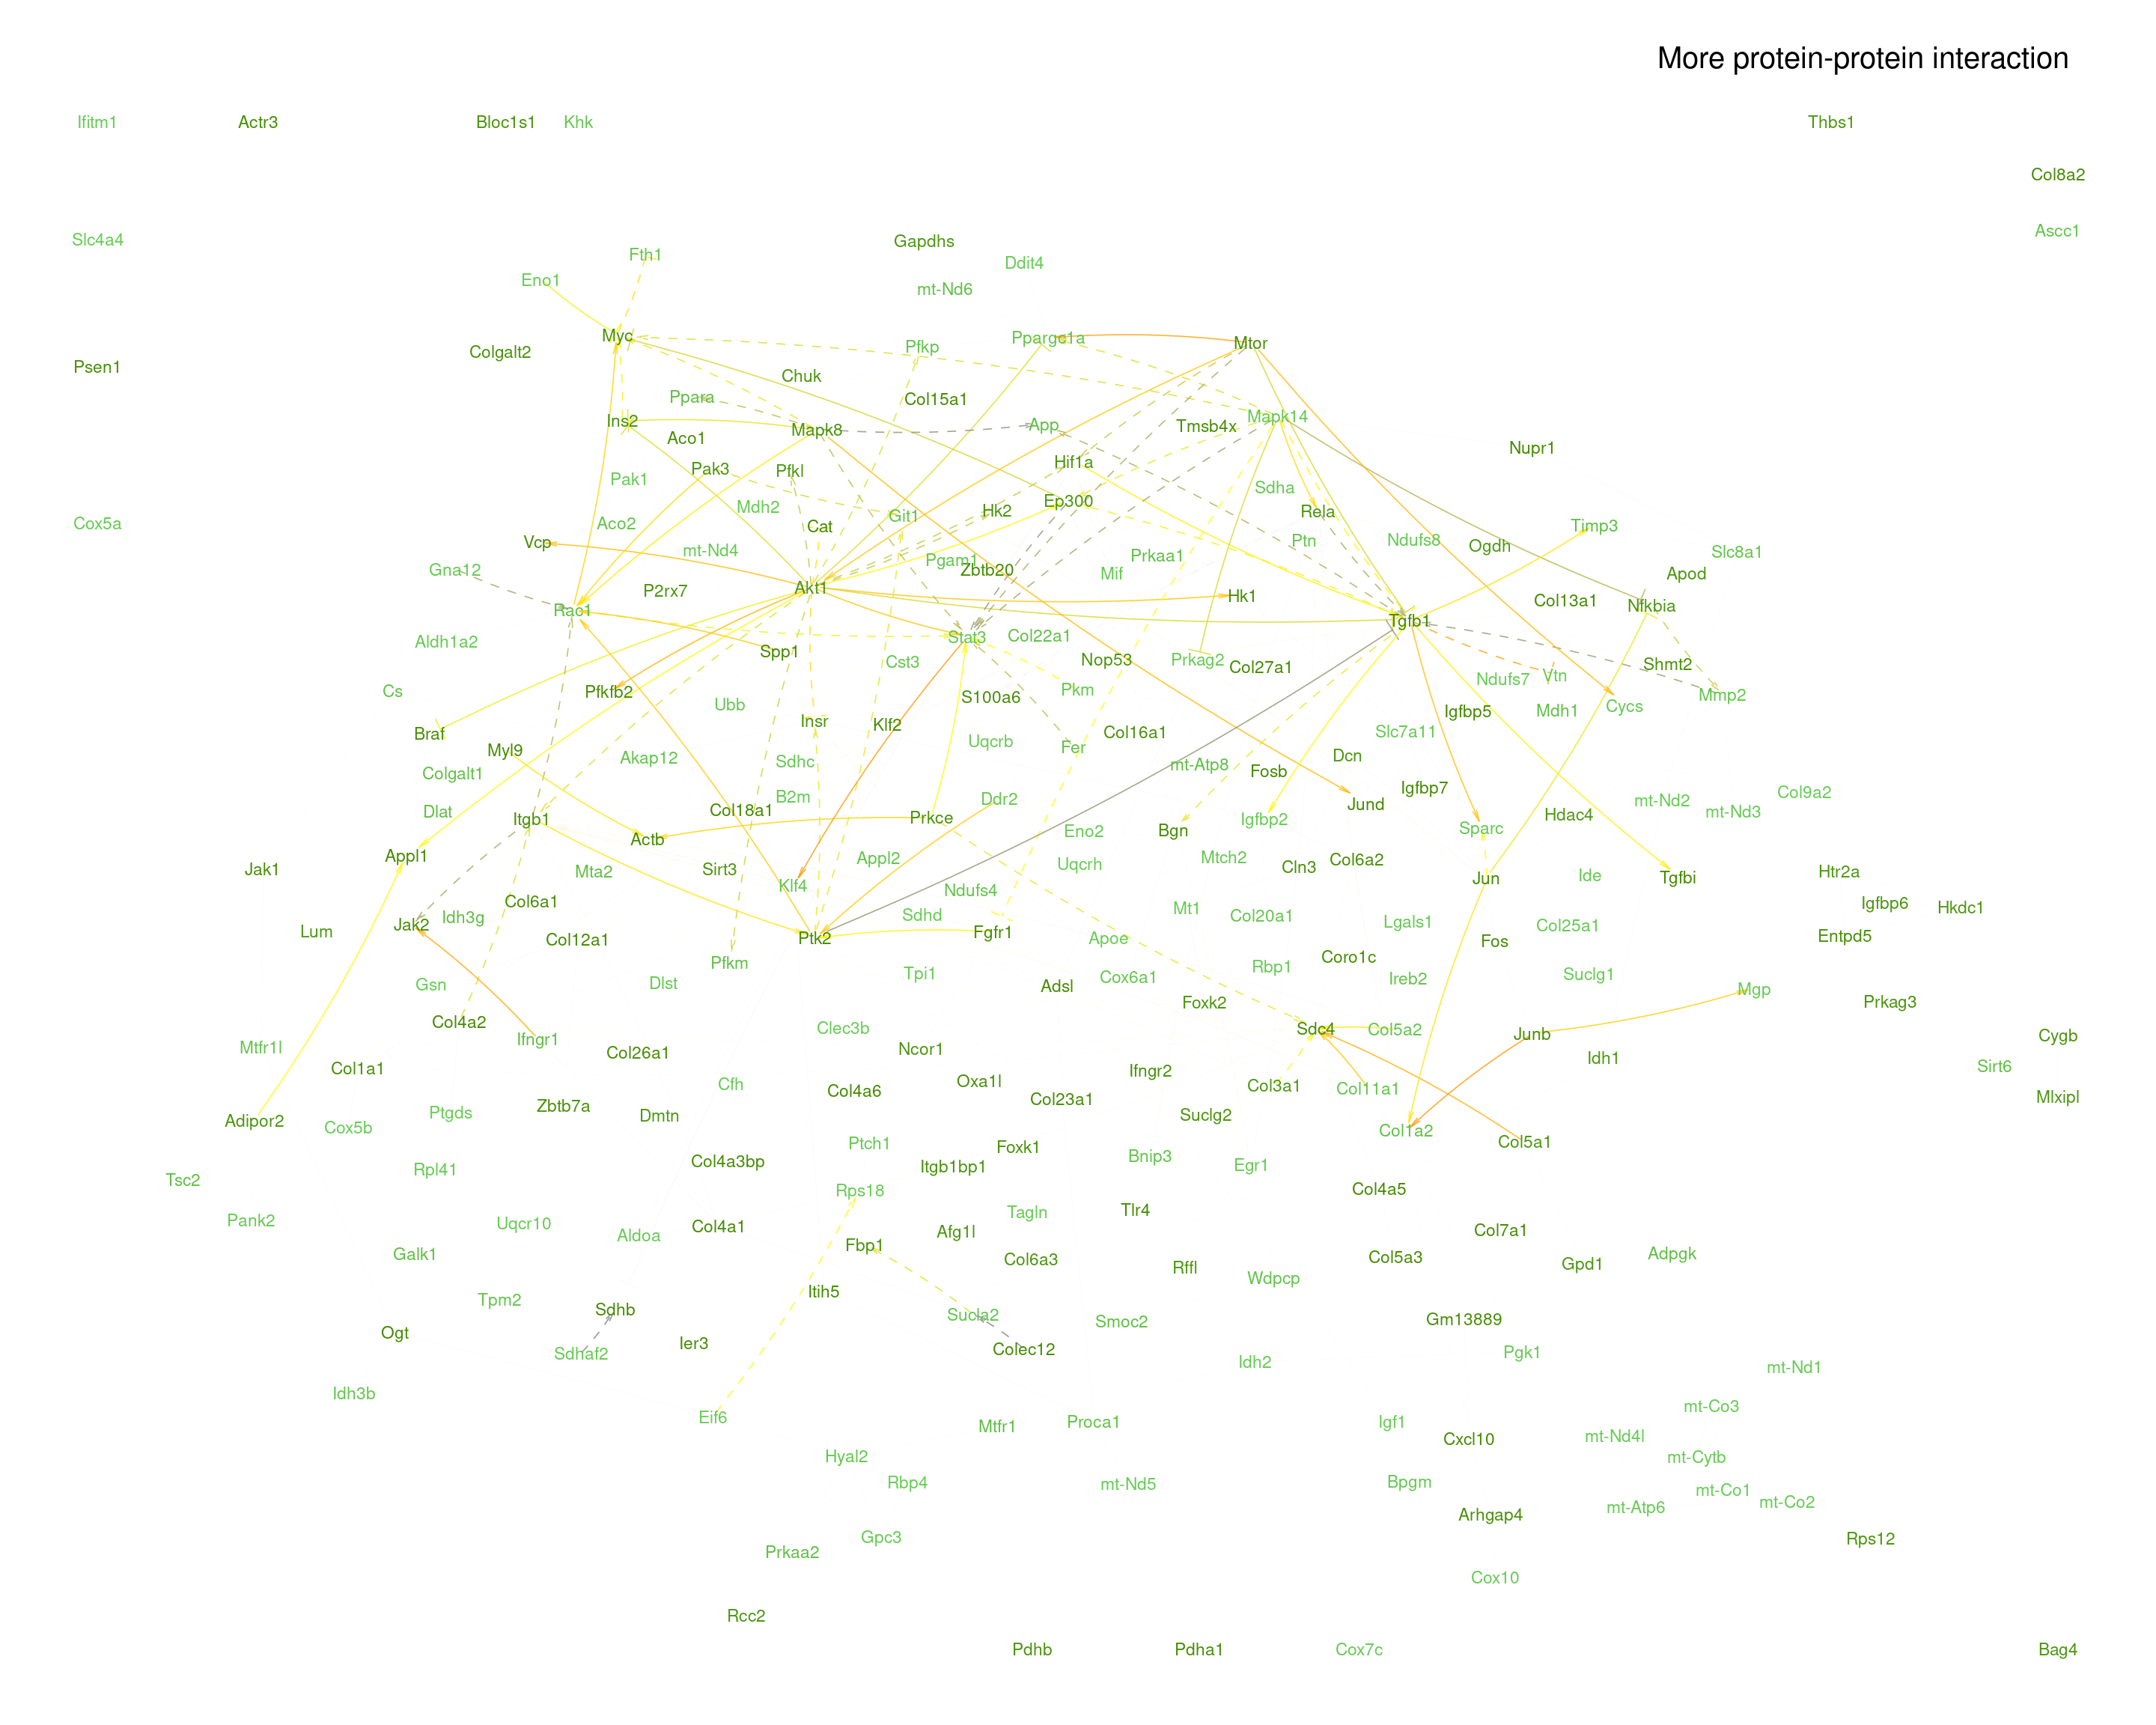 More protein-protein interaction
Ifitm1 Actr3 Bloc1s1 Khk Thbs1
Col8a2
Slc4a4 Gapdhs Ascc1
Fth1 Ddit4
Eno1 mt-Nd6
Myc Pfkp Ppargc1a Mtor
Psen1 Colgalt2 Chuk
Ppara Col15a1
Ins2 Mapk8 App Tmsb4x Mapk14
Aco1 Nupr1
Pak3 Pfkl Hif1a
Pak1 Mdh2 Ep300 Sdha
Cox5a Aco2 Cat Git1 Hk2 Rela Timp3
Vcp mt-Nd4 Pgam1 Prkaa1 Ptn Ndufs8 Ogdh Slc8a1
Gna12 Akt1 Zbtb20 Mif Apod
Rac1 P2rx7 Hk1 Tgfb1 Col13a1 Nfkbia
Aldh1a2 Spp1 Stat3 Col22a1
Cs Pfkfb2 Cst3 Nop53 Prkag2 Col27a1 Shmt2
Ubb S100a6 Pkm Ndufs7 Vtn Mmp2
Braf Insr Klf2 Col16a1 Slc7a11 Igfbp5 Mdh1 Cycs
Myl9 Akap12 Sdhc Uqcrb Fer Dcn
Colgalt1 B2m mt-Atp8 Fosb Igfbp7
Dlat Itgb1 Col18a1 Prkce Ddr2 Jund mt-Nd2 mt-Nd3 Col9a2
Actb Eno2 Bgn Igfbp2 Sparc Hdac4
Jak1 Appl1 Mta2 Sirt3 Appl2 Uqcrh Mtch2 Cln3 Col6a2
Klf4 Ndufs4 Jun Ide Tgfbi Htr2a
Col6a1 Mt1 Igfbp6 Hkdc1
Lum Jak2 Idh3g Sdhd Col20a1 Lgals1 Col25a1
Col12a1 Ptk2 Fgfr1 Apoe Fos Entpd5
Pfkm Tpi1 Cox6a1 Rbp1 Coro1c
Gsn Dlst Adsl Ireb2 Suclg1 Mgp
Col4a2 Clec3b Foxk2 Prkag3
Mtfr1l Ifngr1 Col26a1 Ncor1 Sdc4 Col5a2 Junb Cygb
Col1a1 Cfh Oxa1l Ifngr2 Idh1 Sirt6
Adipor2 Ptgds Zbtb7a Dmtn Col4a6 Col23a1 Suclg2 Col3a1 Col11a1 Mlxipl
Cox5b Ptch1 Foxk1 Col1a2 Col5a1
Rpl41 Col4a3bp Itgb1bp1 Bnip3 Egr1
Tsc2 Rps18 Col4a5
Pank2 Uqcr10 Col4a1 Afg1l Tagln Tlr4 Col7a1
Galk1 Aldoa Fbp1 Col6a3 Rffl Col5a3 Gpd1 Adpgk
Tpm2 Itih5 Wdpcp
Sdhb Sucla2 Smoc2 Gm13889
Ogt Sdhaf2 Ier3 Colec12 Idh2 Pgk1
Idh3b mt-Nd1
Eif6 Mtfr1 Proca1 Igf1 Cxcl10 mt-Nd4l mt-Co3
Hyal2 Rbp4 mt-Nd5 Bpgm mt-Cytb
mt-Co1 mt-Co2
Gpc3 Arhgap4 mt-Atp6
Prkaa2 Rps12
Cox10
Rcc2
Pdhb Pdha1 Cox7c Bag4